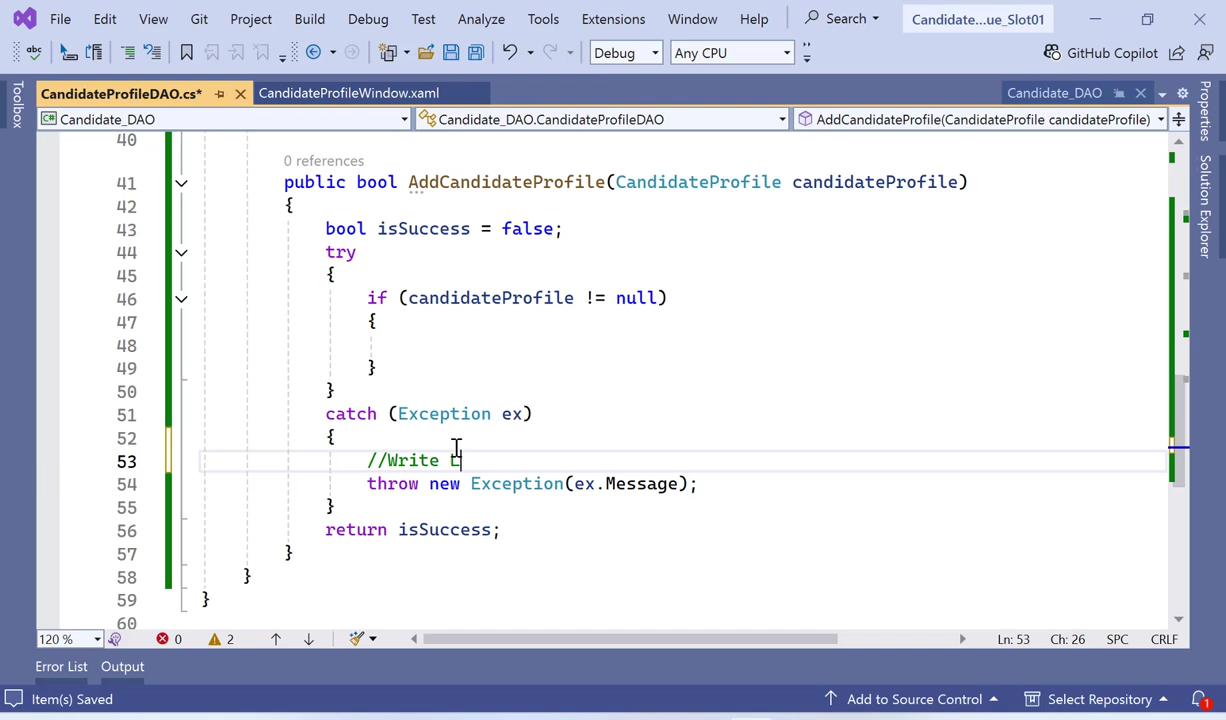 File Edit View Git Project Build Debug Test Analyze Tools Extensions Window Help Search Candidate...ue_Slot01
abc Debug Any CPU GitHub Copilot
Toolbox CandidateProfileDAO.cs* CandidateProfileWindow.xaml Candidate_DAO Properties
C# Candidate_DAO Candidate_DAO.CandidateProfileDAO AddCandidateProfile(CandidateProfile candidateProfile)
Solution Explorer
40
0 references
41 public bool AddCandidateProfile(CandidateProfile candidateProfile)
42 {
43 bool isSuccess = false;
44 try
45 {
46 if (candidateProfile != null)
47 {
48
49 }
50 }
51 catch (Exception ex)
52 {
53 //Write L
54 throw new Exception(ex.Message);
55 }
56 return isSuccess;
57 }
58 }
59 }
60
120 % 0 2 Ln: 53 Ch: 26 SPC CRLF
Error List Output
Item(s) Saved Add to Source Control Select Repository 1